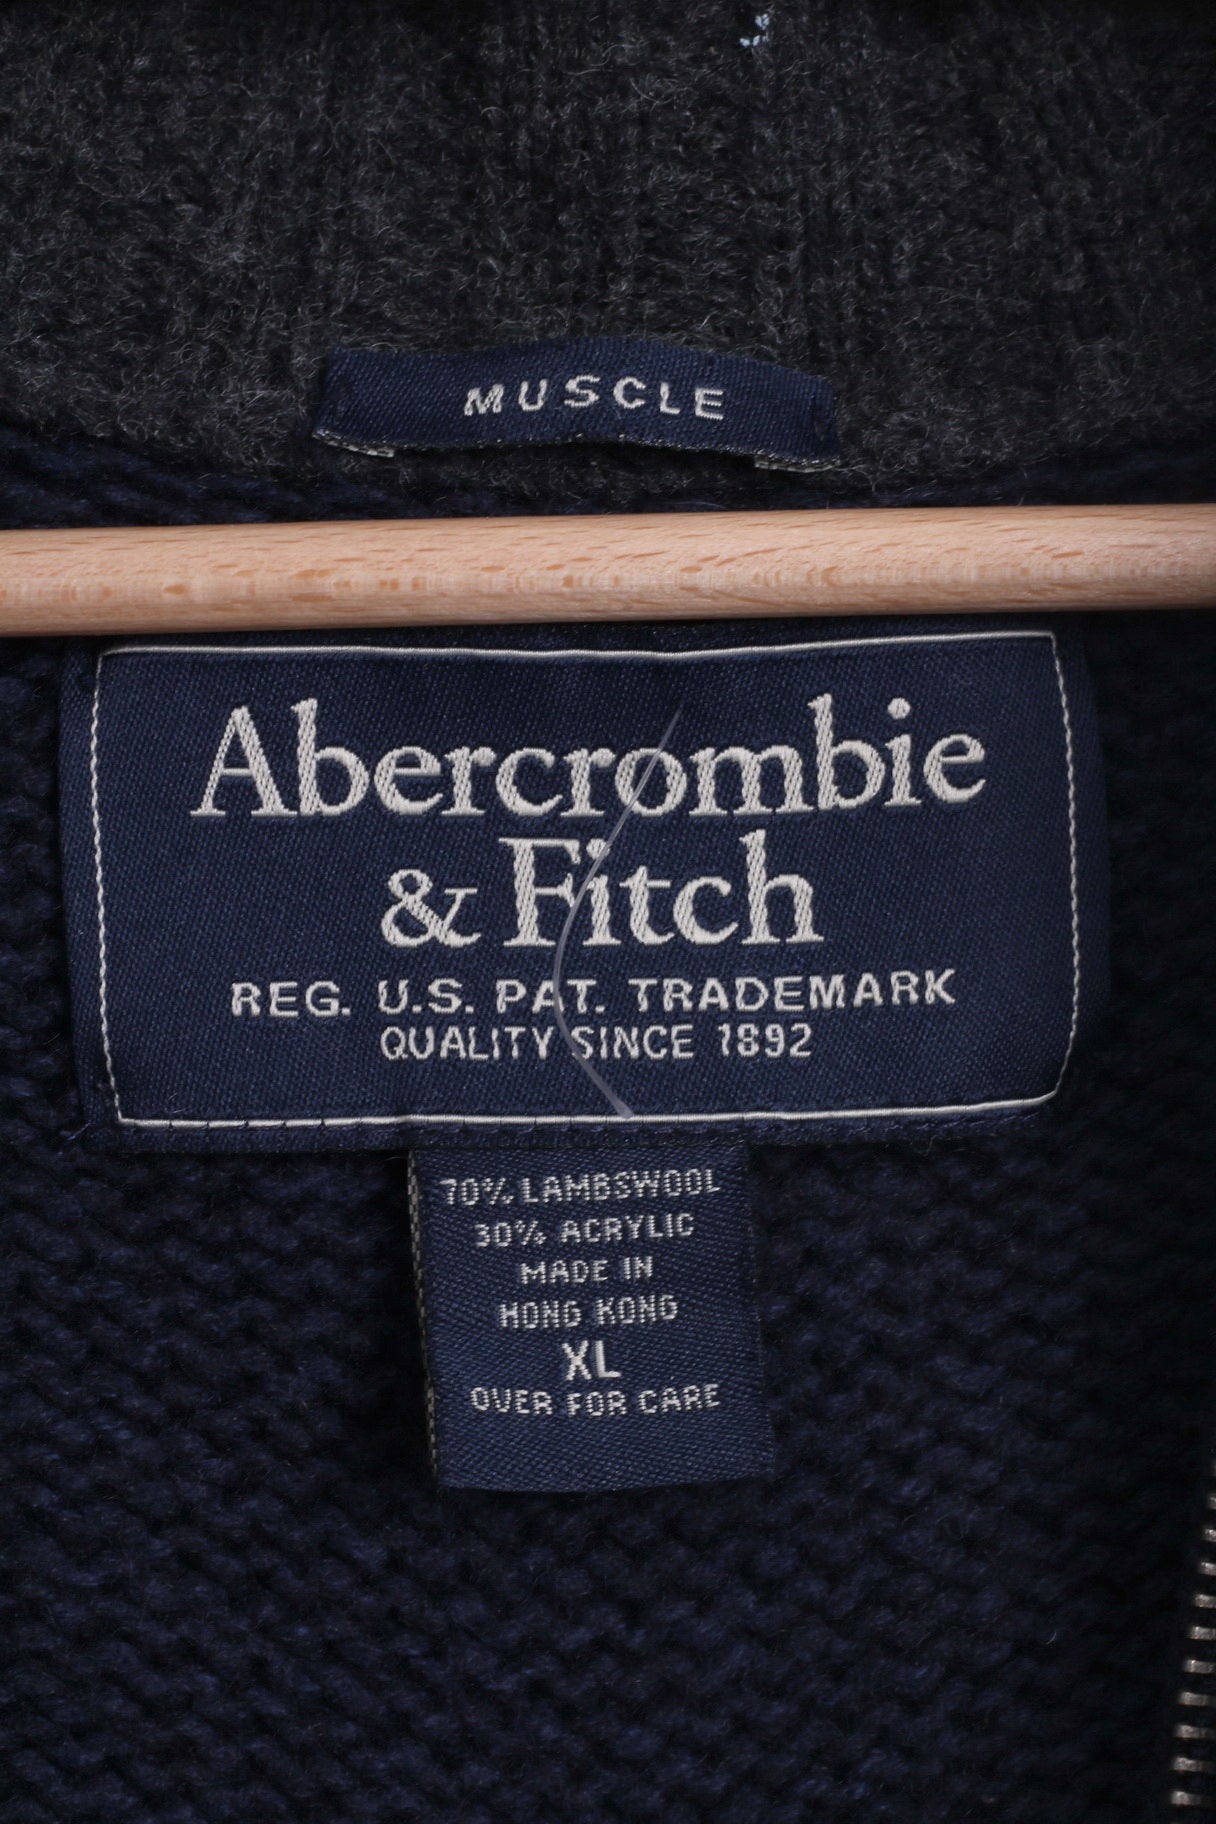 MUSCLE
Abercrombie
& Fitch
REG. U.S. PAT. TRADEMARK
QUALITY SINCE 1892
70% LAMBSWOOL
30% ACRYLIC
MADE IN
HONG KONG
XL
OVER FOR CARE